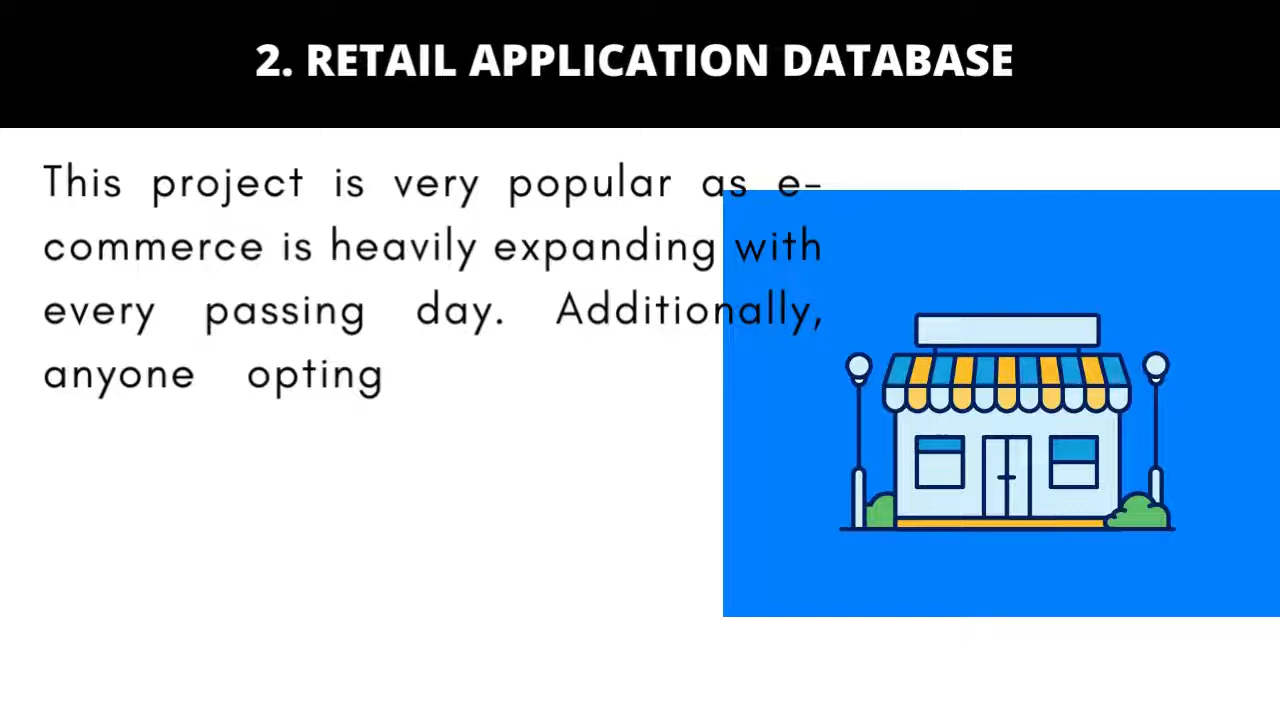 2. RETAIL APPLICATION DATABASE
This project is very popular as e-
commerce is heavily expanding with
every passing day. Additionally,
anyone opting